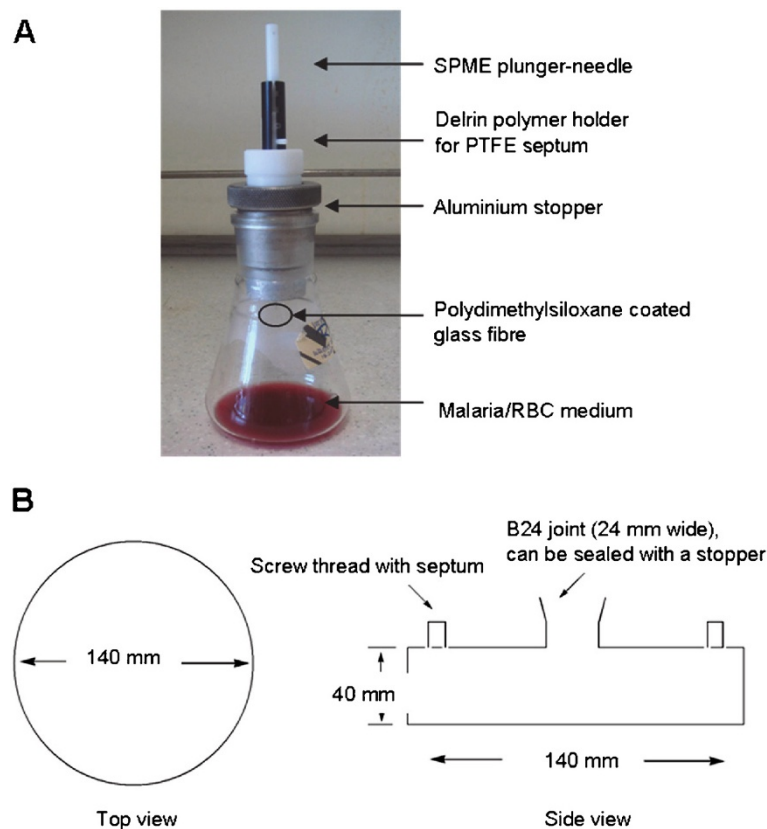 A
SPME plunger-needle
Delrin polymer holder
for PTFE septum
Aluminium stopper
Polydimethylsiloxane coated
glass fibre
Malaria/RBC medium
B
B24 joint (24 mm wide),
can be sealed with a stopper
Screw thread with septum
140 mm
40 mm
140 mm
Top view
Side view